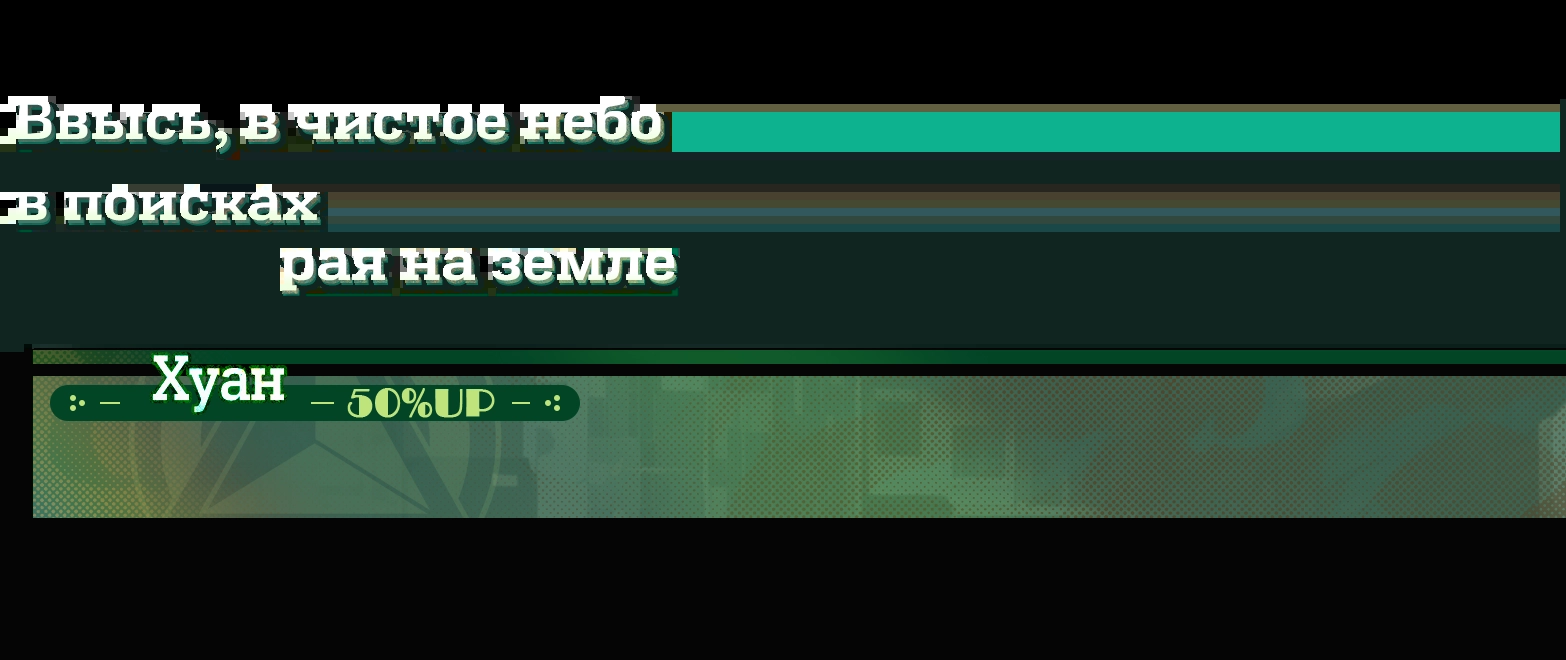 Ввысь, в чистое небо
в поисках
рая на земле
Хуан
50%UP